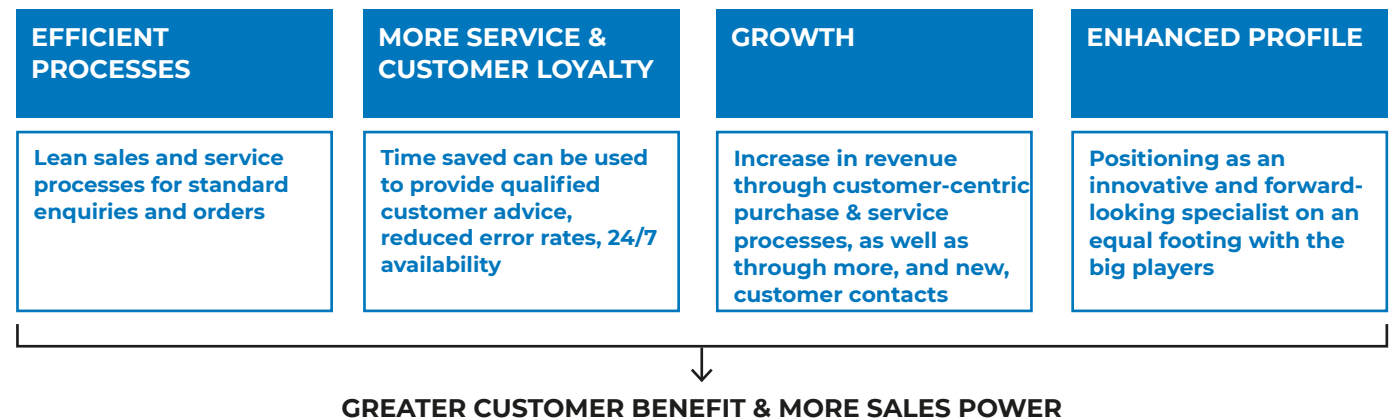 EFFICIENT
PROCESSES
Lean sales and service
processes for standard
enquiries and orders
MORE SERVICE &
CUSTOMER LOYALTY
Time saved can be used
to provide qualified
customer advice,
reduced error rates, 24/7
availability
GROWTH
Increase in revenue
through customer-centric
purchase & service
processes, as well as
through more, and new,
customer contacts
ENHANCED PROFILE
Positioning as an
innovative and forward-
looking specialist on an
equal footing with the
big players
GREATER CUSTOMER BENEFIT & MORE SALES POWER